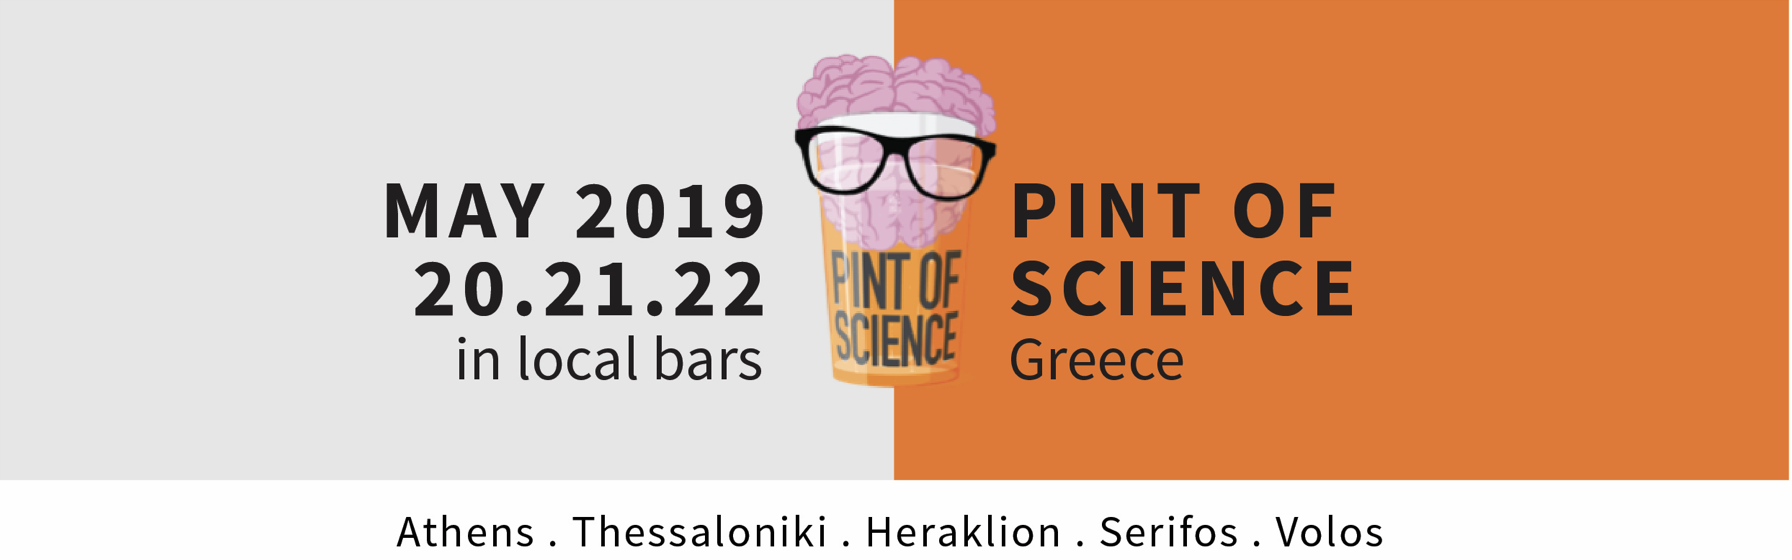 MAY 2019
20.21.22
in local bars
PINT OF
SCIENCE
PINT OF
SCIENCE
Greece
Athens . Thessaloniki . Heraklion . Serifos . Volos